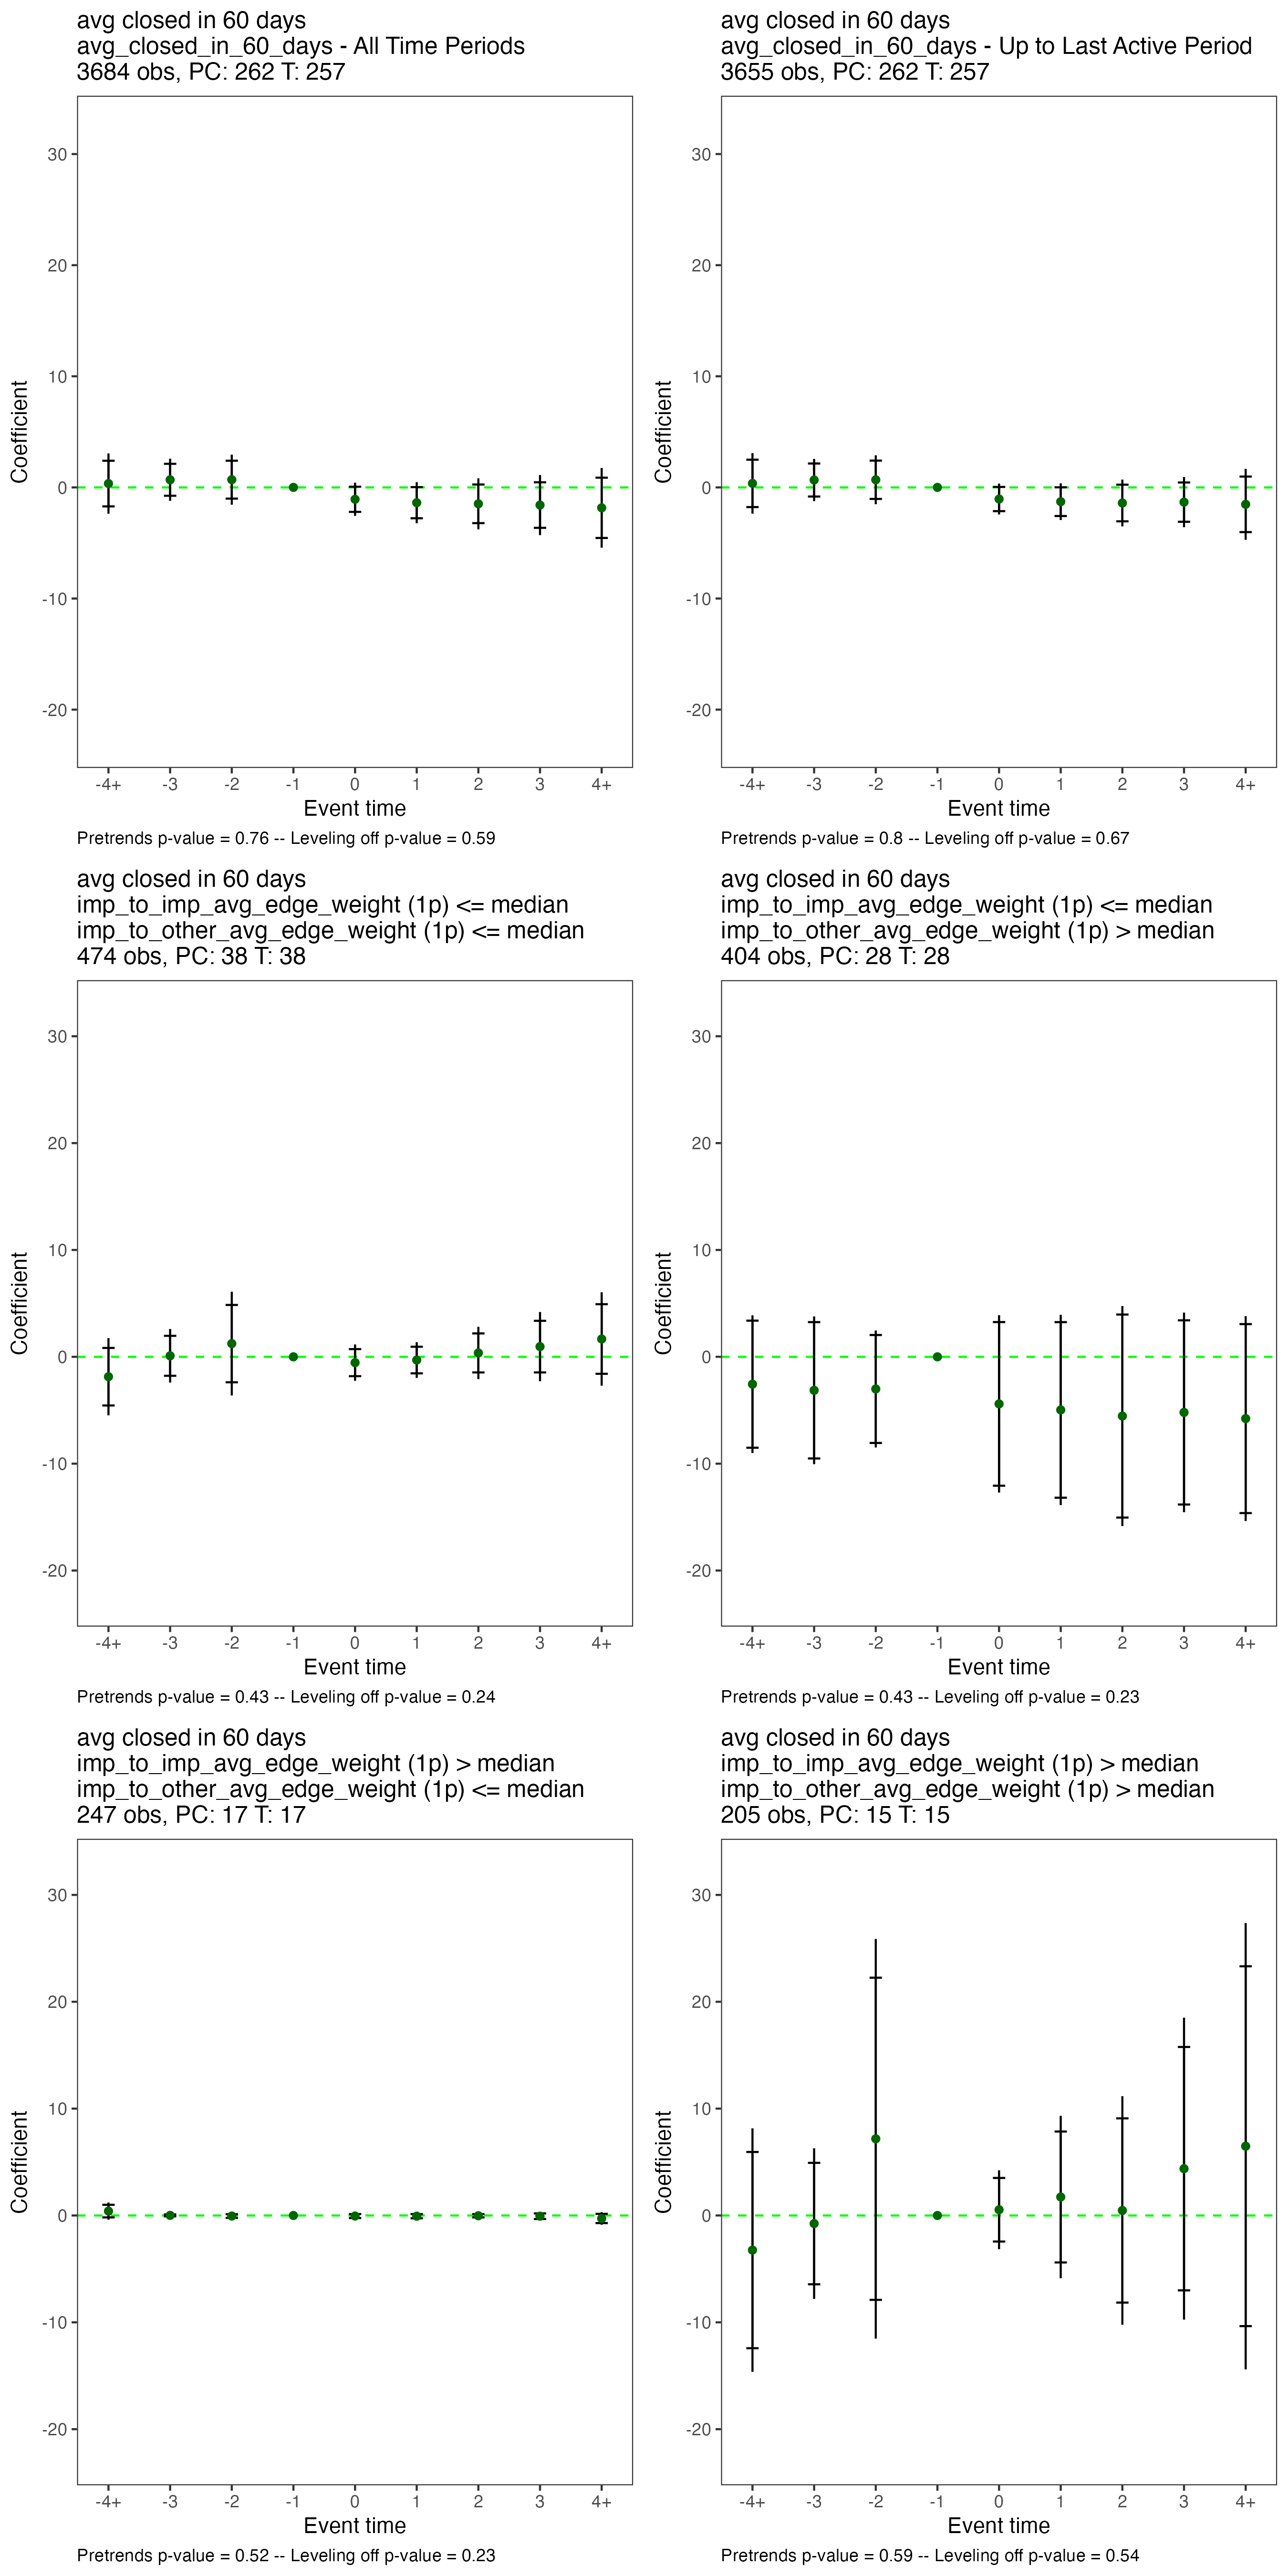 avg closed in 60 days
avg_closed_in_60_days - All Time Periods
3684 obs, PC: 262 T: 257
Coefficient
30
20
10
0
-10
-20
-4+ -3 -2 -1 0 1 2 3 4+
Event time
Pretrends p-value = 0.76 -- Leveling off p-value = 0.59
avg closed in 60 days
avg_closed_in_60_days - Up to Last Active Period
3655 obs, PC: 262 T: 257
Coefficient
30
20
10
0
-10
-20
-4+ -3 -2 -1 0 1 2 3 4+
Event time
Pretrends p-value = 0.8 -- Leveling off p-value = 0.67
avg closed in 60 days
imp_to_imp_avg_edge_weight (1p) <= median
imp_to_other_avg_edge_weight (1p) <= median
474 obs, PC: 38 T: 38
Coefficient
30
20
10
0
-10
-20
-4+ -3 -2 -1 0 1 2 3 4+
Event time
Pretrends p-value = 0.43 -- Leveling off p-value = 0.24
avg closed in 60 days
imp_to_imp_avg_edge_weight (1p) <= median
imp_to_other_avg_edge_weight (1p) > median
404 obs, PC: 28 T: 28
Coefficient
30
20
10
0
-10
-20
-4+ -3 -2 -1 0 1 2 3 4+
Event time
Pretrends p-value = 0.43 -- Leveling off p-value = 0.23
avg closed in 60 days
imp_to_imp_avg_edge_weight (1p) > median
imp_to_other_avg_edge_weight (1p) <= median
247 obs, PC: 17 T: 17
Coefficient
30
20
10
0
-10
-20
-4+ -3 -2 -1 0 1 2 3 4+
Event time
Pretrends p-value = 0.52 -- Leveling off p-value = 0.23
avg closed in 60 days
imp_to_imp_avg_edge_weight (1p) > median
imp_to_other_avg_edge_weight (1p) > median
205 obs, PC: 15 T: 15
Coefficient
30
20
10
0
-10
-20
-4+ -3 -2 -1 0 1 2 3 4+
Event time
Pretrends p-value = 0.59 -- Leveling off p-value = 0.54